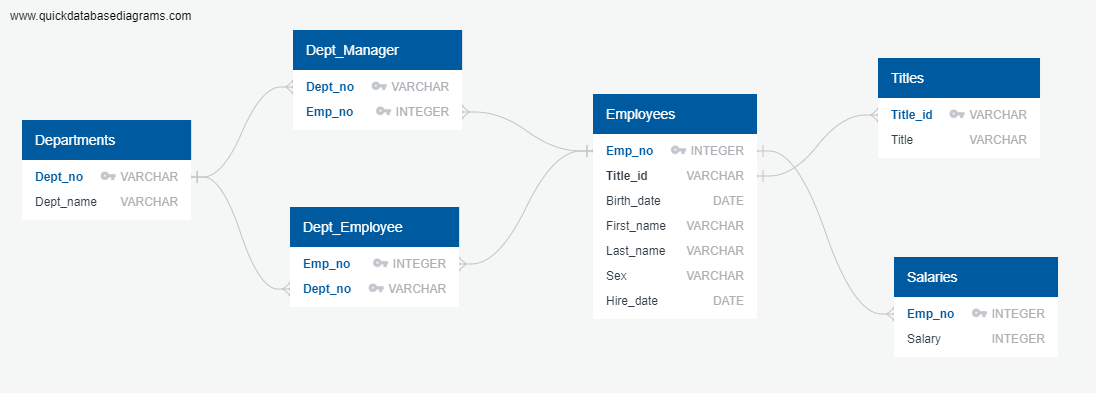 www.quickdatabasediagrams.com
Departments
Dept_no VARCHAR
Dept_name VARCHAR
Dept_Manager
Dept_no VARCHAR
Emp_no INTEGER
Dept_Employee
Emp_no INTEGER
Dept_no VARCHAR
Employees
Emp_no INTEGER
Title_id VARCHAR
Birth_date DATE
First_name VARCHAR
Last_name VARCHAR
Sex VARCHAR
Hire_date DATE
Titles
Title_id VARCHAR
Title VARCHAR
Salaries
Emp_no INTEGER
Salary INTEGER